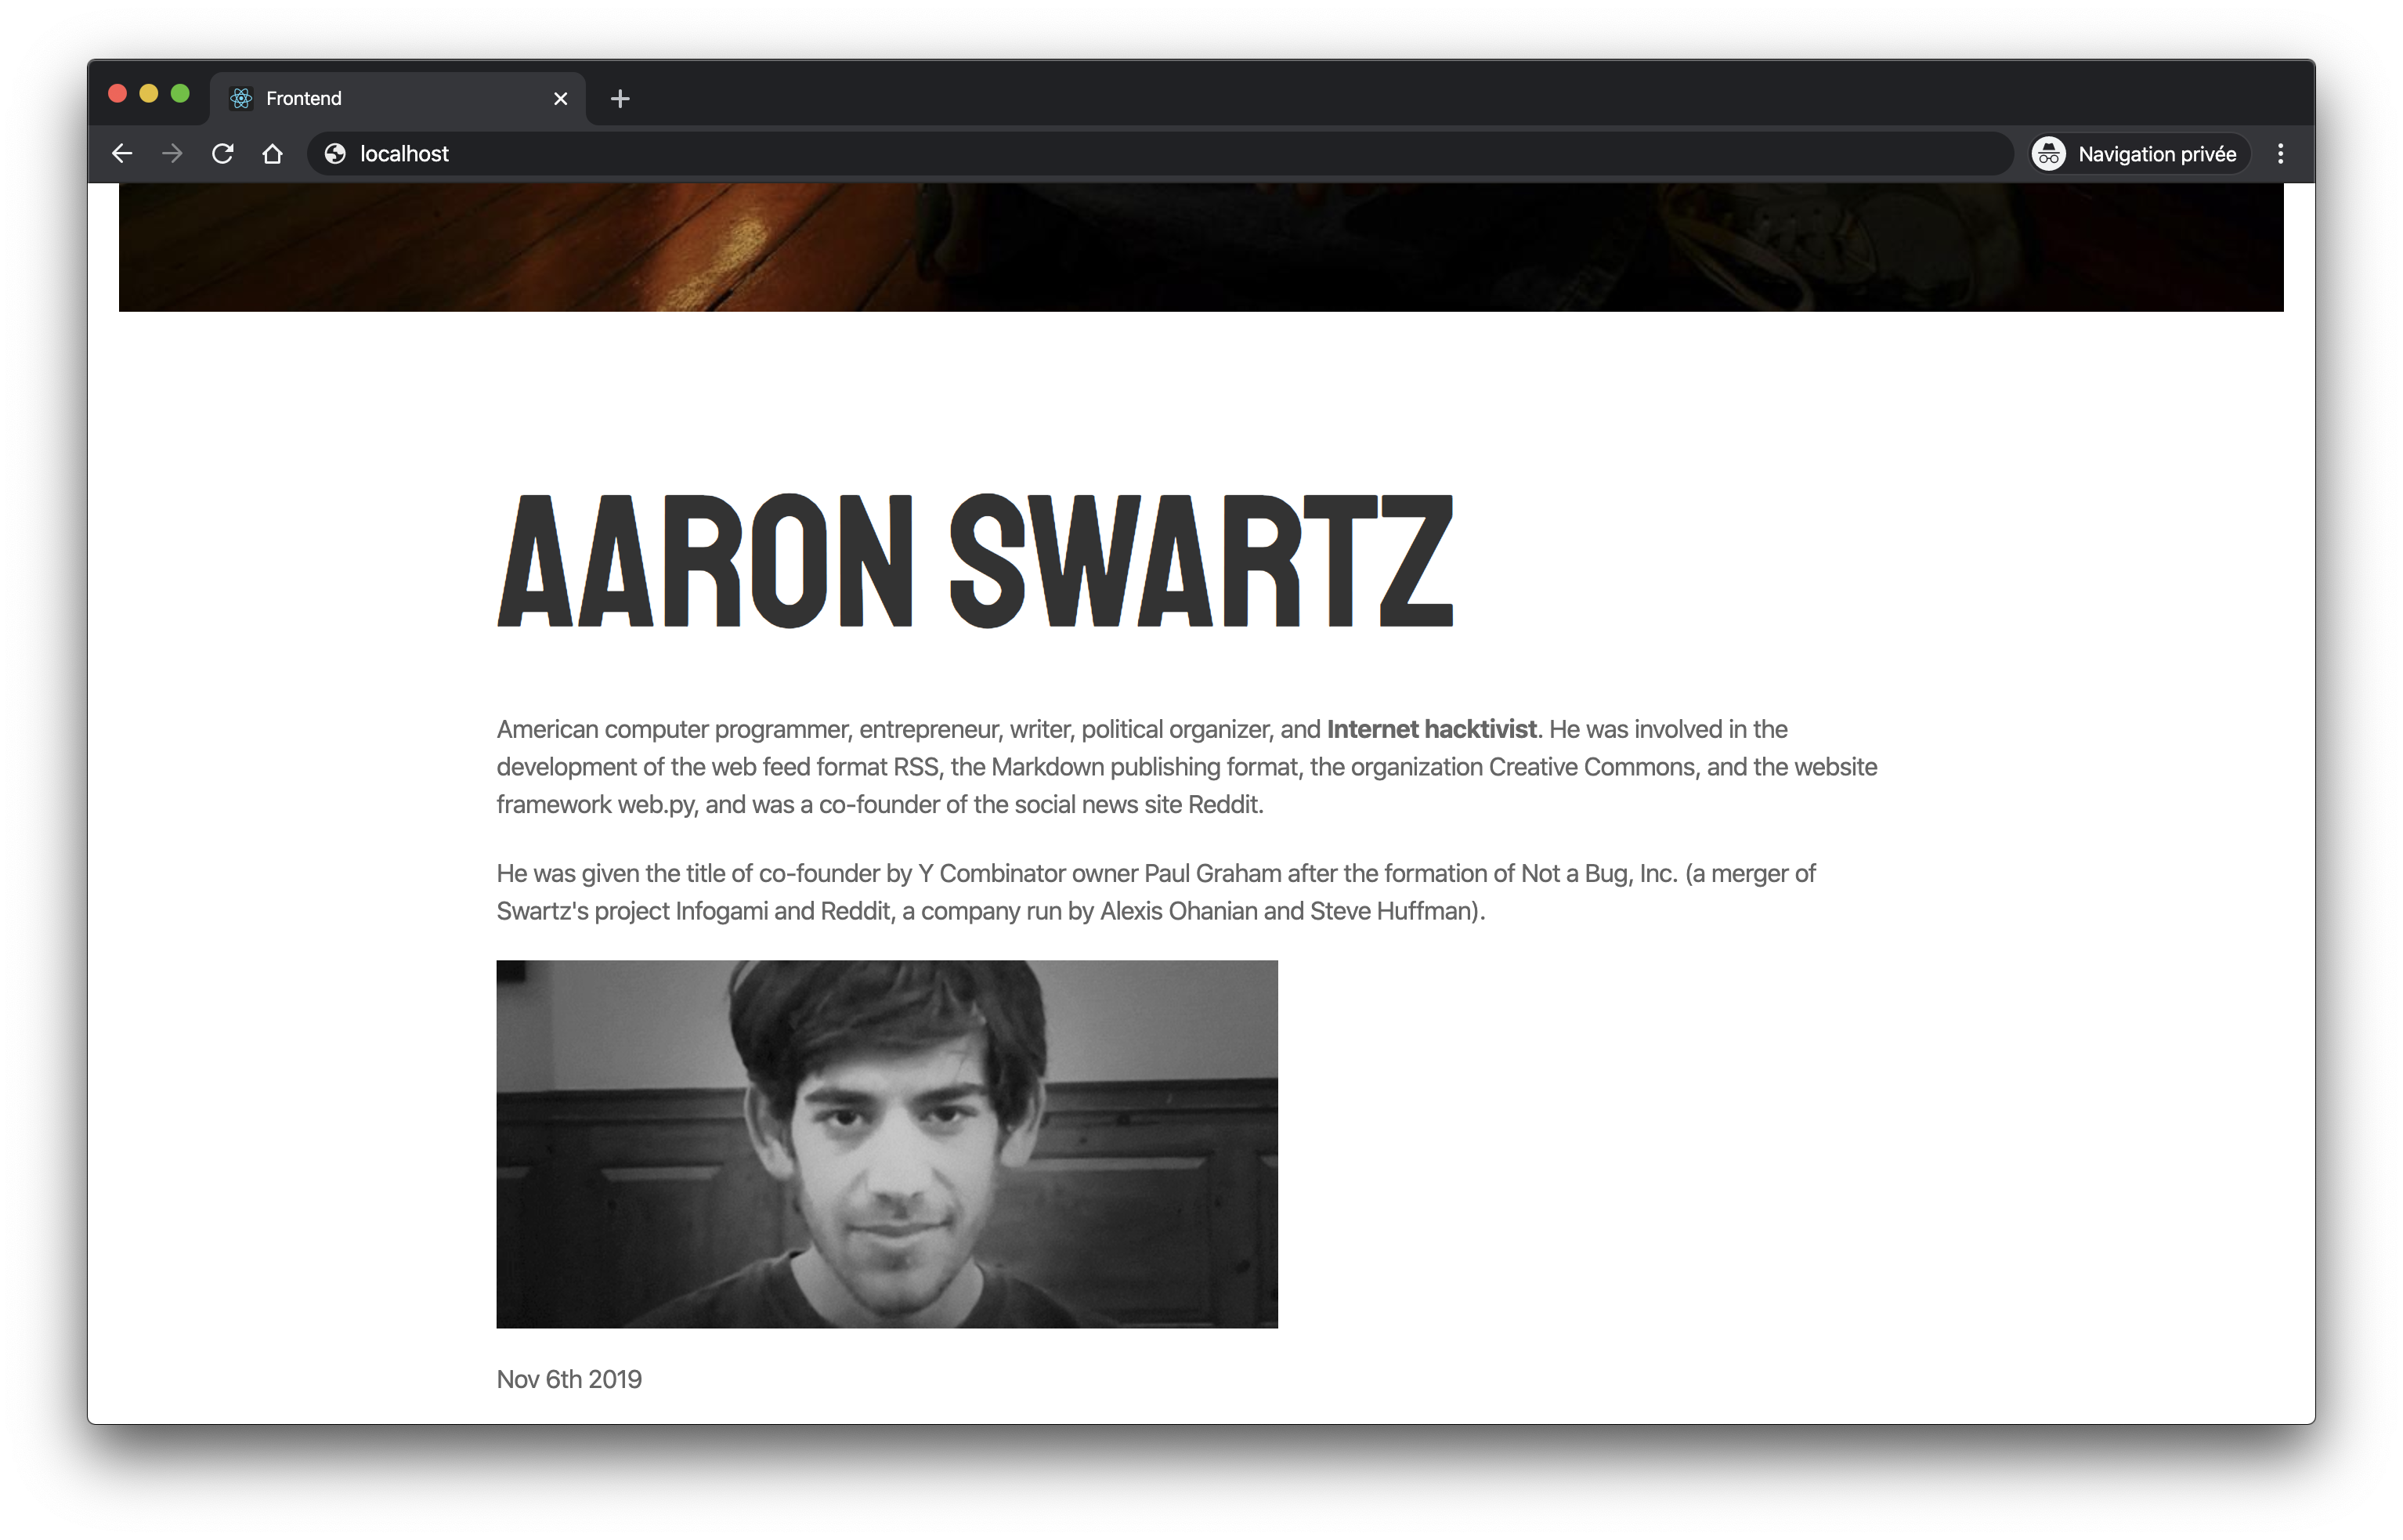 Frontend
localhost
Navigation privée
AARON SWARTZ
American computer programmer, entrepreneur, writer, political organizer, and Internet hacktivist. He was involved in the
development of the web feed format RSS, the Markdown publishing format, the organization Creative Commons, and the website
framework web.py, and was a co-founder of the social news site Reddit.
He was given the title of co-founder by Y Combinator owner Paul Graham after the formation of Not a Bug, Inc. (a merger of
Swartz's project Infogami and Reddit, a company run by Alexis Ohanian and Steve Huffman).
Nov 6th 2019